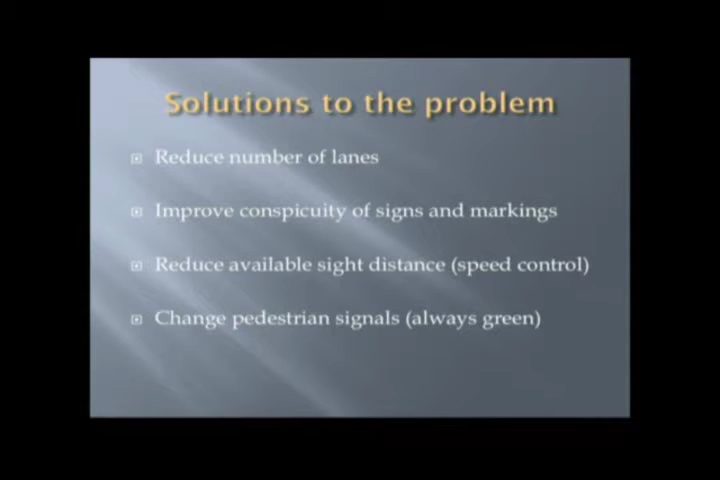 Solutions to the problem
Reduce number of lanes
Improve conspicuity of signs and markings
Reduce available sight distance (speed control)
Change pedestrian signals (always green)